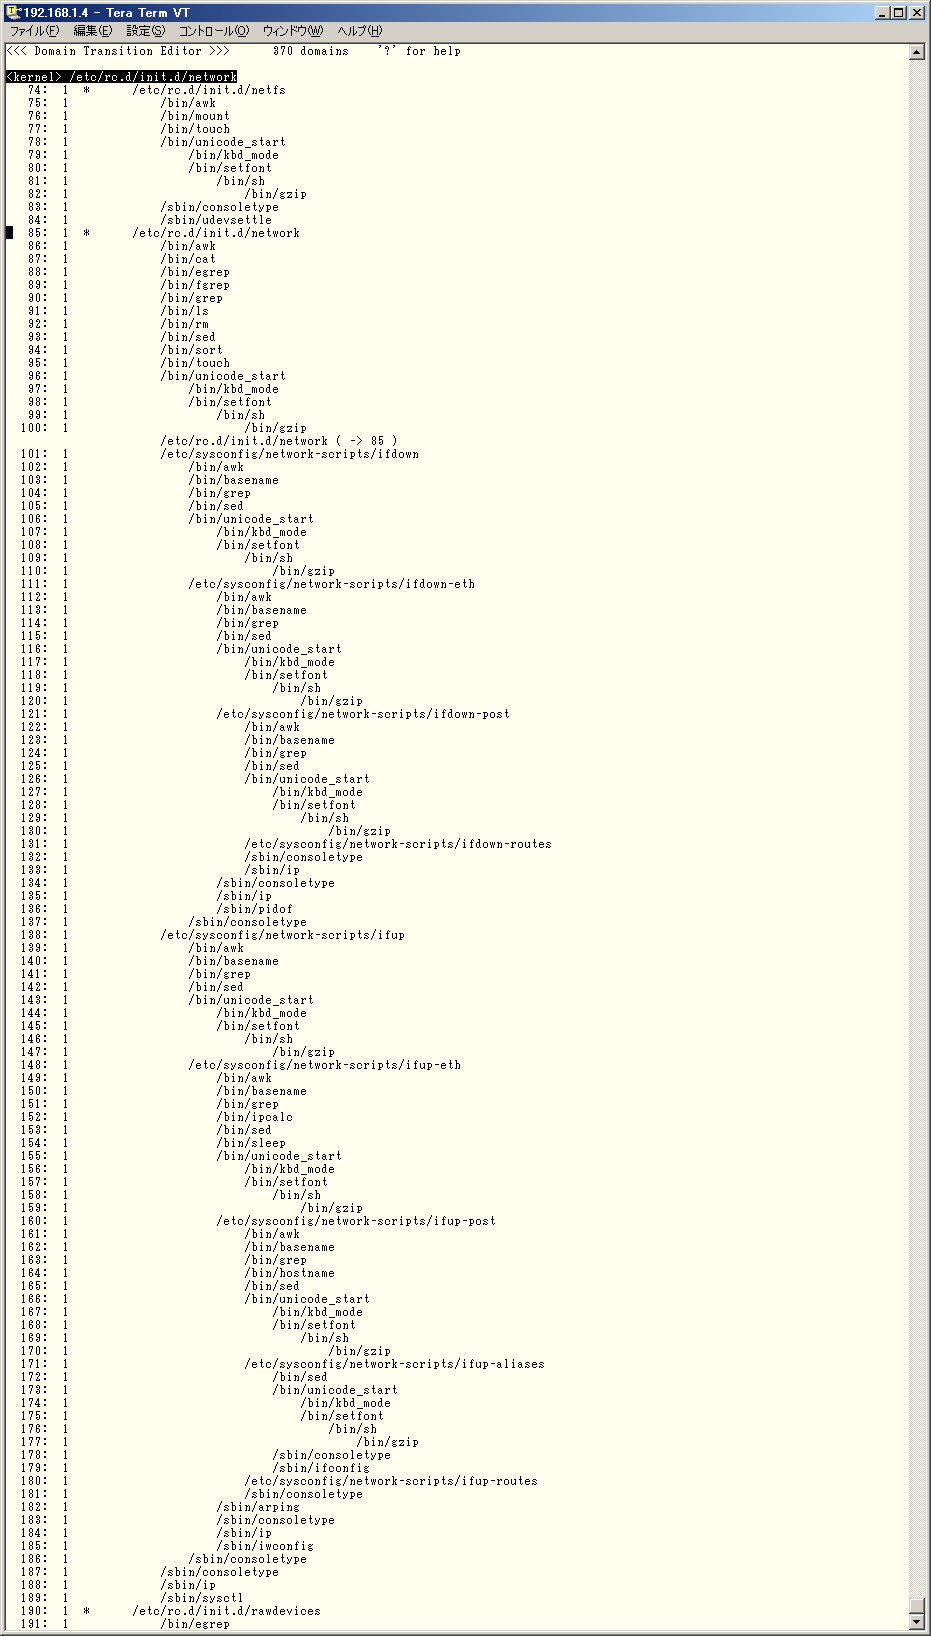 192.168.1.4 - Tera Term VT
ファイル(F) 編集(E) 設定(S) コントロール(O) ウィンドウ(W) ヘルプ(H)
<<< Domain Transition Editor >>>      370 domains    '?' for help
<kernel> /etc/rc.d/init.d/network
74:  1  *      /etc/rc.d/init.d/netfs
75:  1             /bin/awk
76:  1             /bin/mount
77:  1             /bin/touch
78:  1             /bin/unicode_start
79:  1                 /bin/kbd_mode
80:  1                 /bin/setfont
81:  1                     /bin/sh
82:  1                         /bin/gzip
83:  1             /sbin/consoletype
84:  1             /sbin/udevsettle
85:  1  *      /etc/rc.d/init.d/network
86:  1             /bin/awk
87:  1             /bin/cat
88:  1             /bin/egrep
89:  1             /bin/fgrep
90:  1             /bin/grep
91:  1             /bin/ls
92:  1             /bin/rm
93:  1             /bin/sed
94:  1             /bin/sort
95:  1             /bin/touch
96:  1             /bin/unicode_start
97:  1                 /bin/kbd_mode
98:  1                 /bin/setfont
99:  1                     /bin/sh
100:  1                         /bin/gzip
/etc/rc.d/init.d/network ( -> 85 )
101:  1             /etc/sysconfig/network-scripts/ifdown
102:  1                 /bin/awk
103:  1                 /bin/basename
104:  1                 /bin/grep
105:  1                 /bin/sed
106:  1                 /bin/unicode_start
107:  1                     /bin/kbd_mode
108:  1                     /bin/setfont
109:  1                         /bin/sh
110:  1                             /bin/gzip
111:  1                 /etc/sysconfig/network-scripts/ifdown-eth
112:  1                     /bin/awk
113:  1                     /bin/basename
114:  1                     /bin/grep
115:  1                     /bin/sed
116:  1                     /bin/unicode_start
117:  1                         /bin/kbd_mode
118:  1                         /bin/setfont
119:  1                             /bin/sh
120:  1                                 /bin/gzip
121:  1                     /etc/sysconfig/network-scripts/ifdown-post
122:  1                         /bin/awk
123:  1                         /bin/basename
124:  1                         /bin/grep
125:  1                         /bin/sed
126:  1                         /bin/unicode_start
127:  1                             /bin/kbd_mode
128:  1                             /bin/setfont
129:  1                                 /bin/sh
130:  1                                     /bin/gzip
131:  1                         /etc/sysconfig/network-scripts/ifdown-routes
132:  1                         /sbin/consoletype
133:  1                         /sbin/ip
134:  1                     /sbin/consoletype
135:  1                     /sbin/ip
136:  1                     /sbin/pidof
137:  1                 /sbin/consoletype
138:  1             /etc/sysconfig/network-scripts/ifup
139:  1                 /bin/awk
140:  1                 /bin/basename
141:  1                 /bin/grep
142:  1                 /bin/sed
143:  1                 /bin/unicode_start
144:  1                     /bin/kbd_mode
145:  1                     /bin/setfont
146:  1                         /bin/sh
147:  1                             /bin/gzip
148:  1                 /etc/sysconfig/network-scripts/ifup-eth
149:  1                     /bin/awk
150:  1                     /bin/basename
151:  1                     /bin/grep
152:  1                     /bin/ipcalc
153:  1                     /bin/sed
154:  1                     /bin/sleep
155:  1                     /bin/unicode_start
156:  1                         /bin/kbd_mode
157:  1                         /bin/setfont
158:  1                             /bin/sh
159:  1                                 /bin/gzip
160:  1                     /etc/sysconfig/network-scripts/ifup-post
161:  1                         /bin/awk
162:  1                         /bin/basename
163:  1                         /bin/grep
164:  1                         /bin/hostname
165:  1                         /bin/sed
166:  1                         /bin/unicode_start
167:  1                             /bin/kbd_mode
168:  1                             /bin/setfont
169:  1                                 /bin/sh
170:  1                                     /bin/gzip
171:  1                         /etc/sysconfig/network-scripts/ifup-aliases
172:  1                             /bin/sed
173:  1                             /bin/unicode_start
174:  1                                 /bin/kbd_mode
175:  1                                 /bin/setfont
176:  1                                     /bin/sh
177:  1                                         /bin/gzip
178:  1                             /sbin/consoletype
179:  1                             /sbin/ifconfig
180:  1                         /etc/sysconfig/network-scripts/ifup-routes
181:  1                         /sbin/consoletype
182:  1                     /sbin/arping
183:  1                     /sbin/consoletype
184:  1                     /sbin/ip
185:  1                     /sbin/iwconfig
186:  1                 /sbin/consoletype
187:  1             /sbin/consoletype
188:  1             /sbin/ip
189:  1             /sbin/sysctl
190:  1  *      /etc/rc.d/init.d/rawdevices
191:  1             /bin/egrep